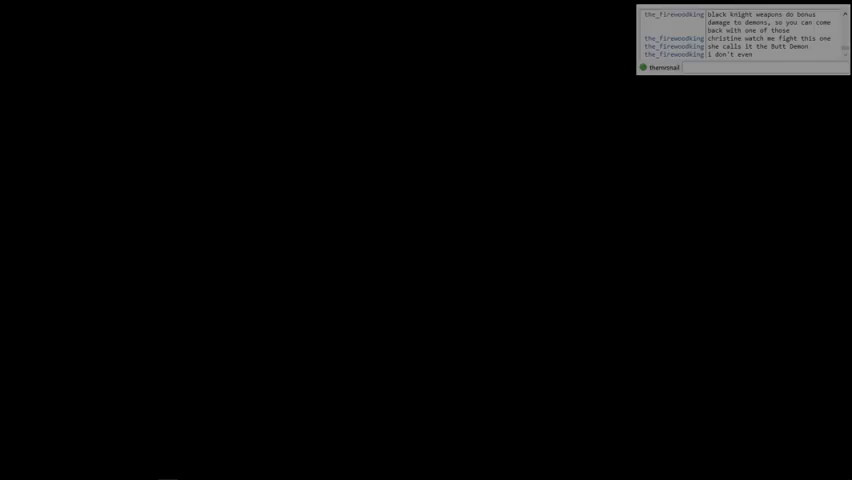 the_firewoodking black knight weapons do bonus
damage to demons, so you can come
back with one of those
the_firewoodking christine watch me fight this one
the_firewoodking she calls it the Butt Demon
the_firewoodking i don't even
themrsnail